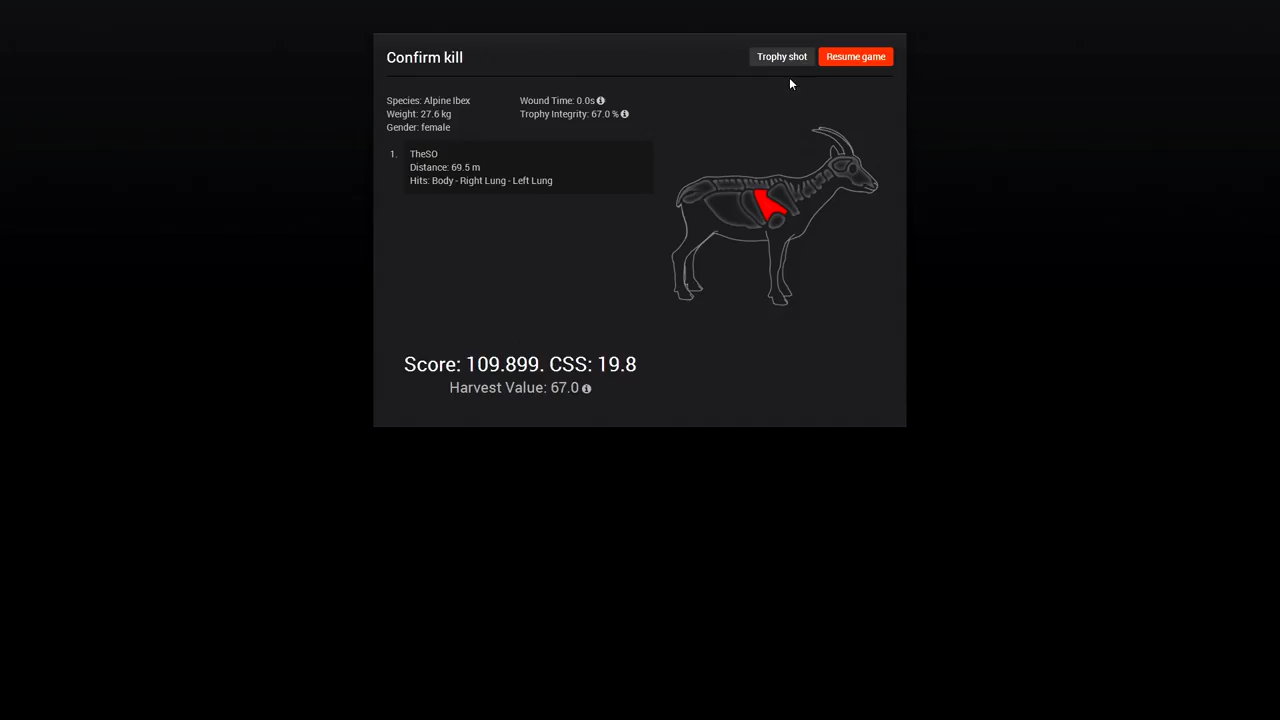 Confirm kill
Trophy shot
Resume game
Species: Alpine Ibex
Weight: 27.6 kg
Gender: female
Wound Time: 0.0s
Trophy Integrity: 67.0 %
1.
TheSO
Distance: 69.5 m
Hits: Body - Right Lung - Left Lung
Score: 109.899. CSS: 19.8
Harvest Value: 67.0